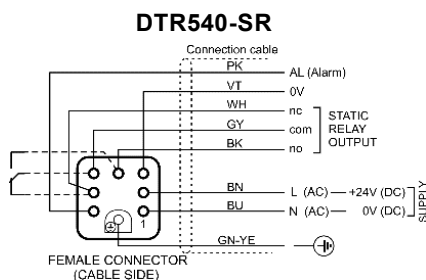 DTR540-SR
Connection cable
PK AL (Alarm)
VT 0V
WH nc
GY com
BK no
STATIC
RELAY
OUTPUT
BN L (AC) +24V (DC)
BU N (AC) 0V (DC)
SUPPLY
1
GN-YE
FEMALE CONNECTOR
(CABLE SIDE)